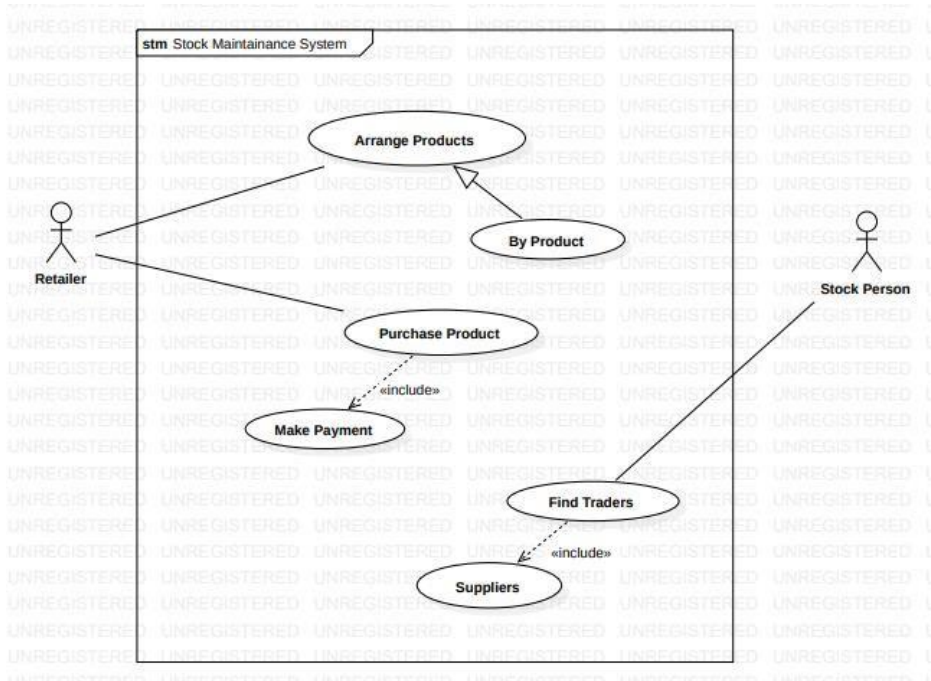 stm Stock Maintainance System
Arrange Products
By Product
Retailer
Stock Person
Purchase Product
«include»
Make Payment
Find Traders
«include»
Suppliers
UNREGISTERED